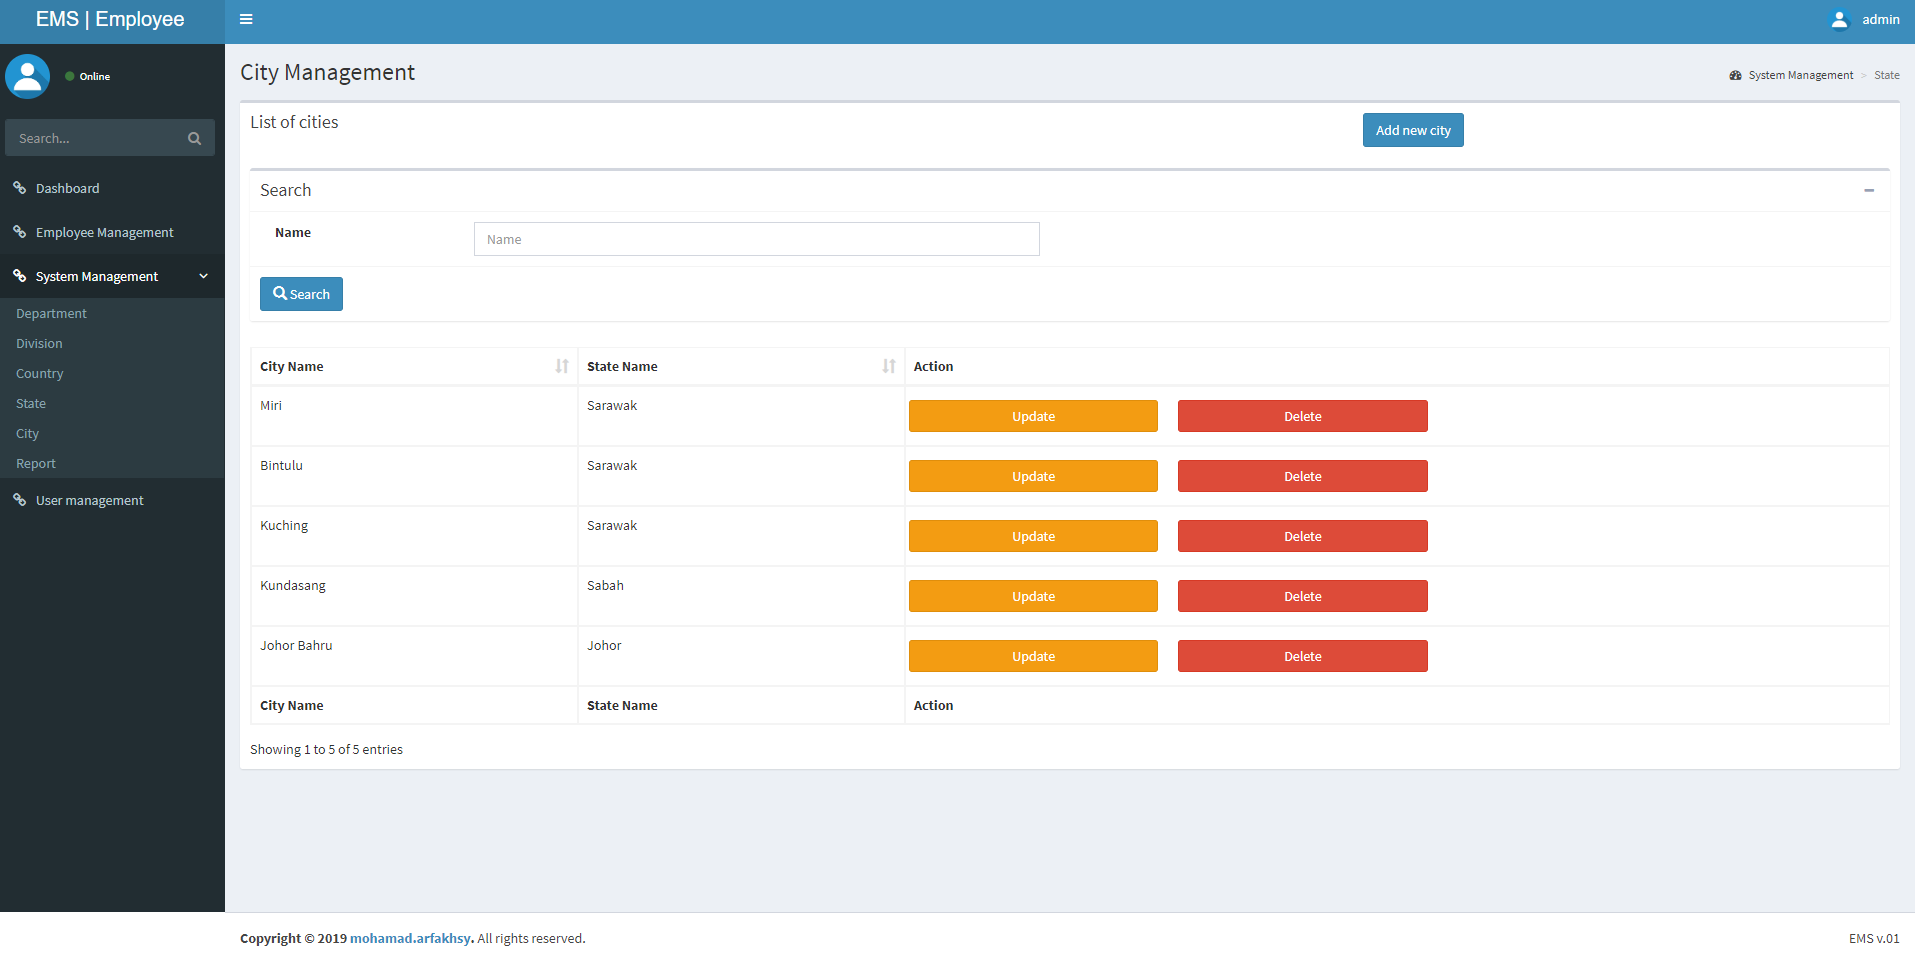 EMS | Employee
admin
Online
Search...
Dashboard
Employee Management
System Management
Department
Division
Country
State
City
Report
User management
City Management
System Management > State
List of cities
Add new city
Search
Name
Name
Search
City Name State Name Action
Miri Sarawak Update Delete
Bintulu Sarawak Update Delete
Kuching Sarawak Update Delete
Kundasang Sabah Update Delete
Johor Bahru Johor Update Delete
City Name State Name Action
Showing 1 to 5 of 5 entries
Copyright © 2019 mohamad.arfakhsy. All rights reserved.
EMS v.01